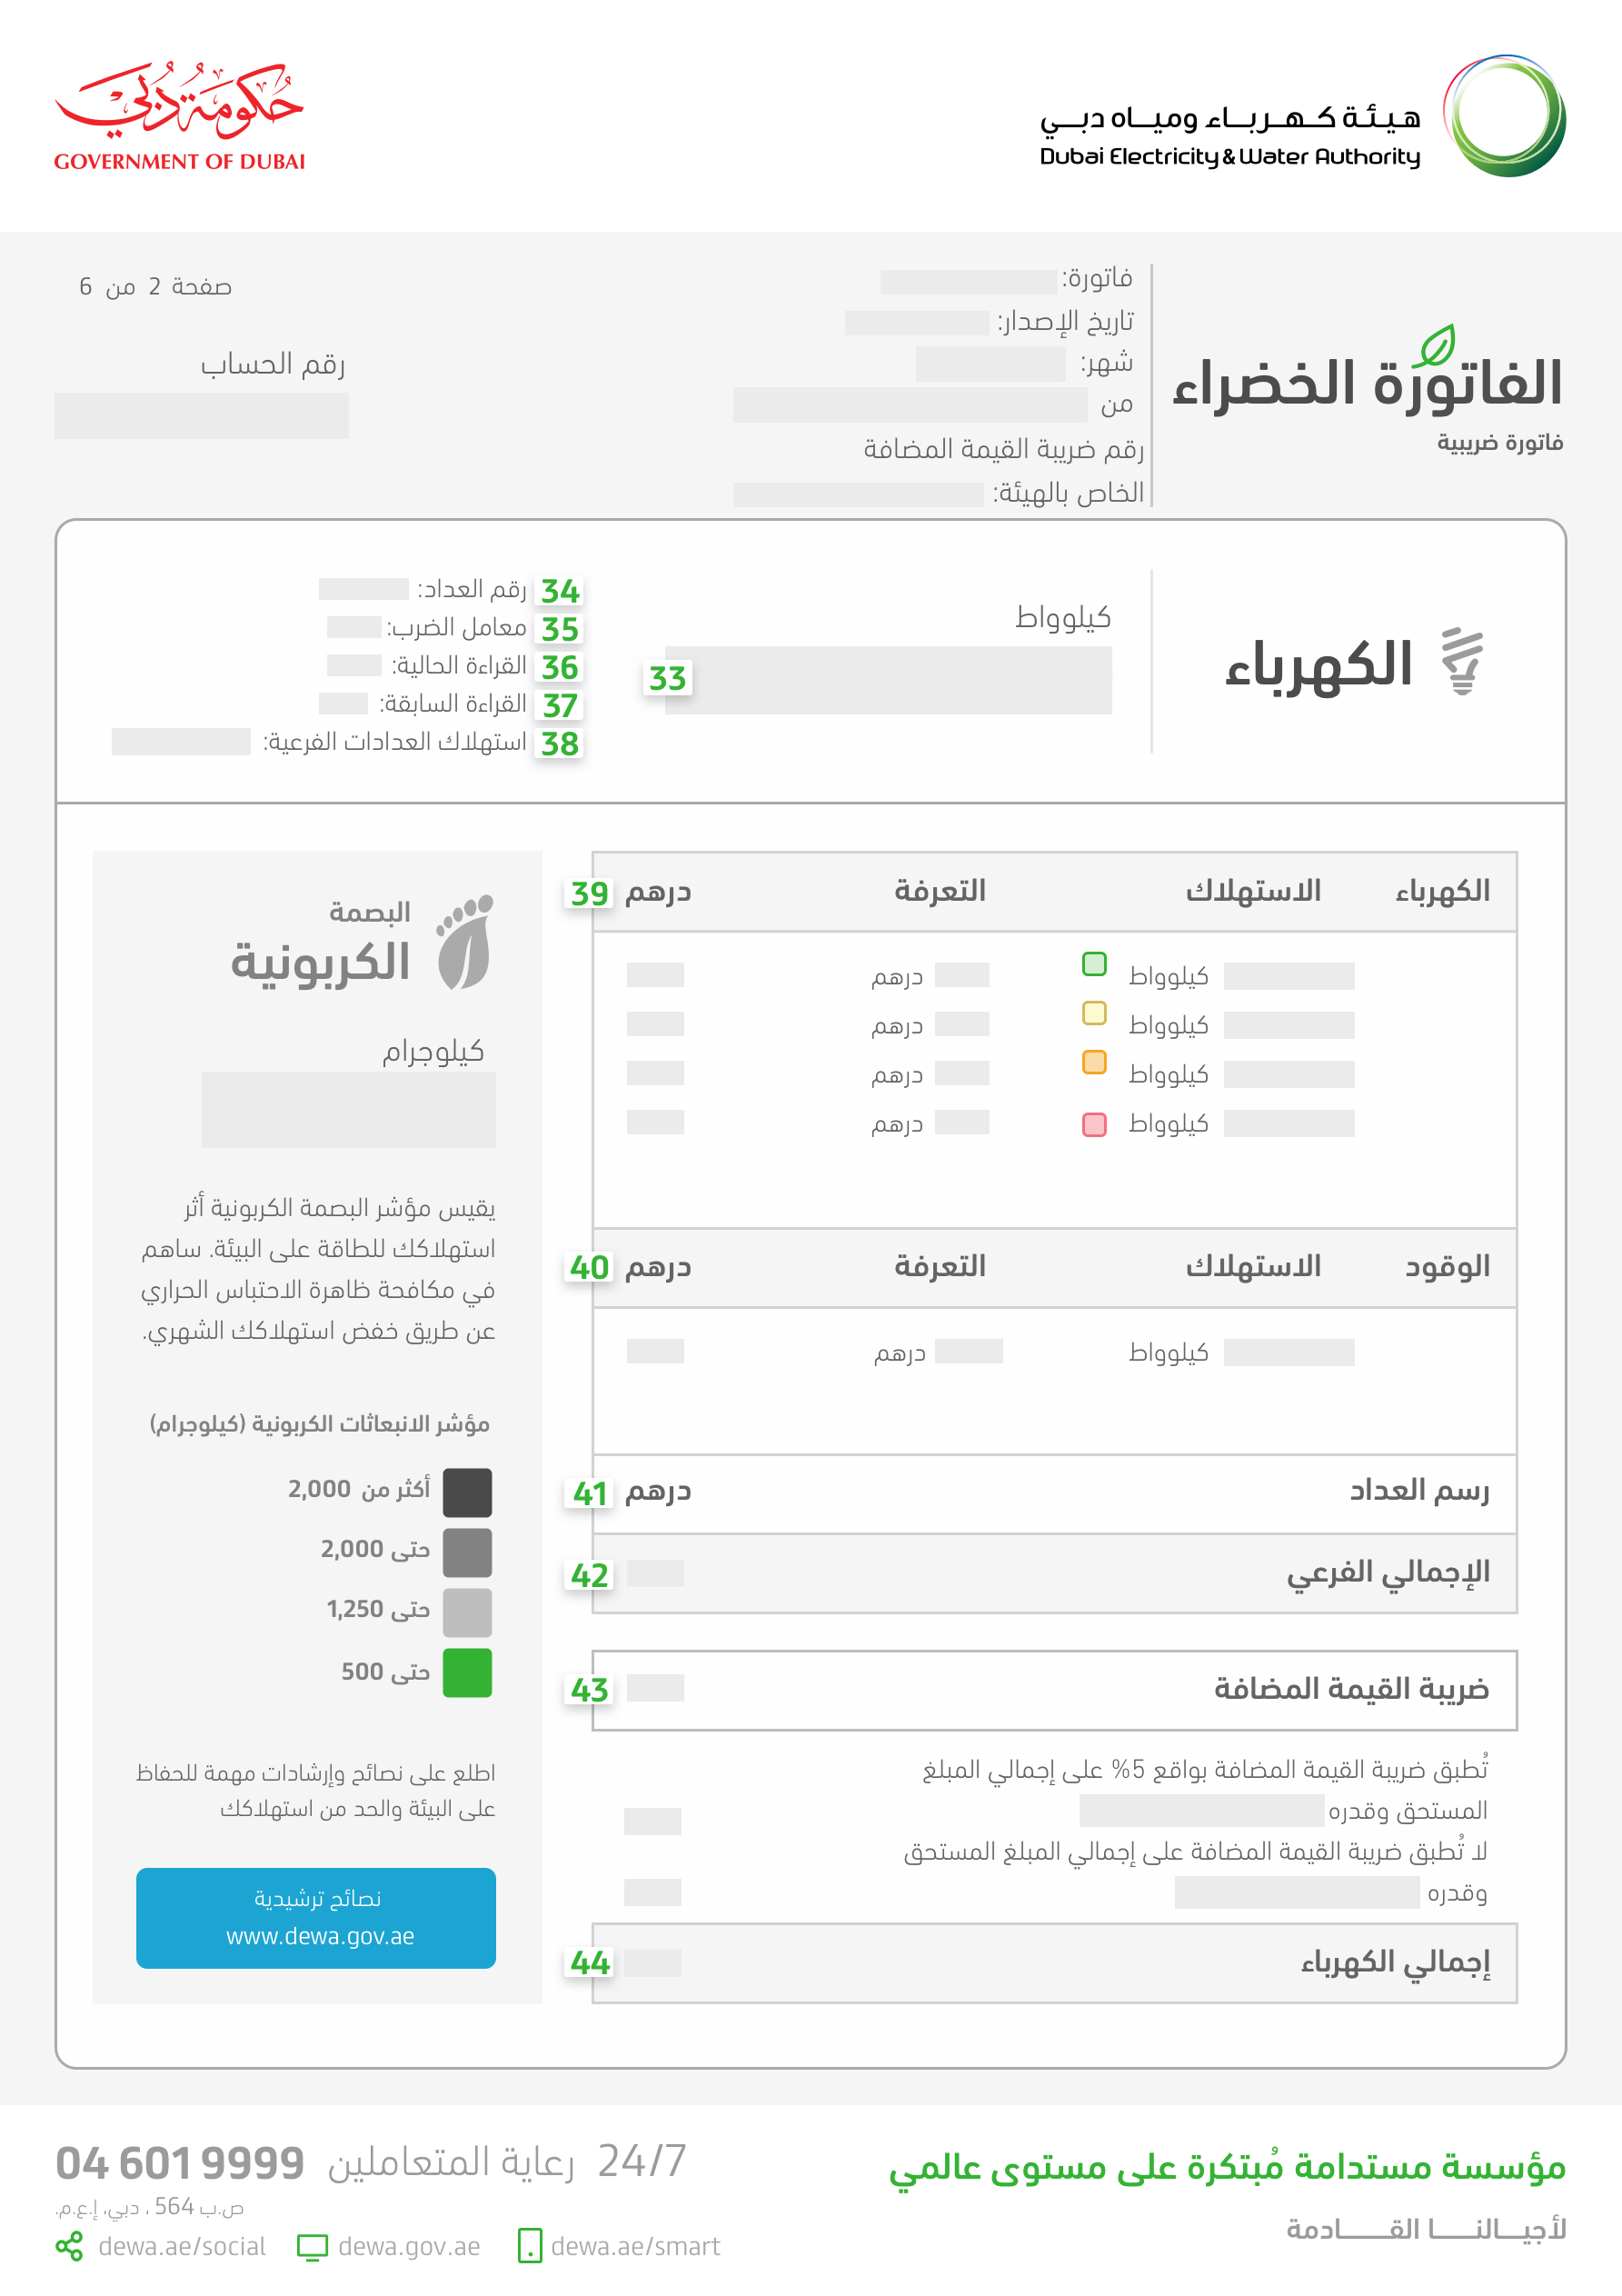 حكومة دبي
GOVERNMENT OF DUBAI
هيئة كهرباء ومياه دبي
Dubai Electricity & Water Authority
الفاتورة الخضراء
فاتورة ضريبية
فاتورة:
تاريخ الإصدار:
شهر:
من
رقم ضريبة القيمة المضافة
الخاص بالهيئة:
صفحة 2 من 6
رقم الحساب
الكهرباء
كيلوواط
33
34 رقم العداد:
35 معامل الضرب:
36 القراءة الحالية:
37 القراءة السابقة:
38 استهلاك العدادات الفرعية:
الكهرباء الاستهلاك التعرفة درهم 39
كيلوواط درهم
كيلوواط درهم
كيلوواط درهم
كيلوواط درهم
الوقود الاستهلاك التعرفة درهم 40
كيلوواط درهم
رسم العداد درهم 41
الإجمالي الفرعي 42
ضريبة القيمة المضافة 43
تُطبق ضريبة القيمة المضافة بواقع 5% على إجمالي المبلغ
المستحق وقدره
لا تُطبق ضريبة القيمة المضافة على إجمالي المبلغ المستحق
وقدره
إجمالي الكهرباء 44
البصمة
الكربونية
كيلوجرام
يقيس مؤشر البصمة الكربونية أثر
استهلاكك للطاقة على البيئة. ساهم
في مكافحة ظاهرة الاحتباس الحراري
عن طريق خفض استهلاكك الشهري.
مؤشر الانبعاثات الكربونية (كيلوجرام)
أكثر من 2,000
حتى 2,000
حتى 1,250
حتى 500
اطلع على نصائح وإرشادات مهمة للحفاظ
على البيئة والحد من استهلاكك
نصائح ترشيدية
www.dewa.gov.ae
مؤسسة مستدامة مُبتكرة على مستوى عالمي
لأجيـالنـا القـادمة
24/7 رعاية المتعاملين 04 601 9999
ص.ب 564 ، دبي، إ.ع.م.
dewa.ae/social dewa.gov.ae dewa.ae/smart